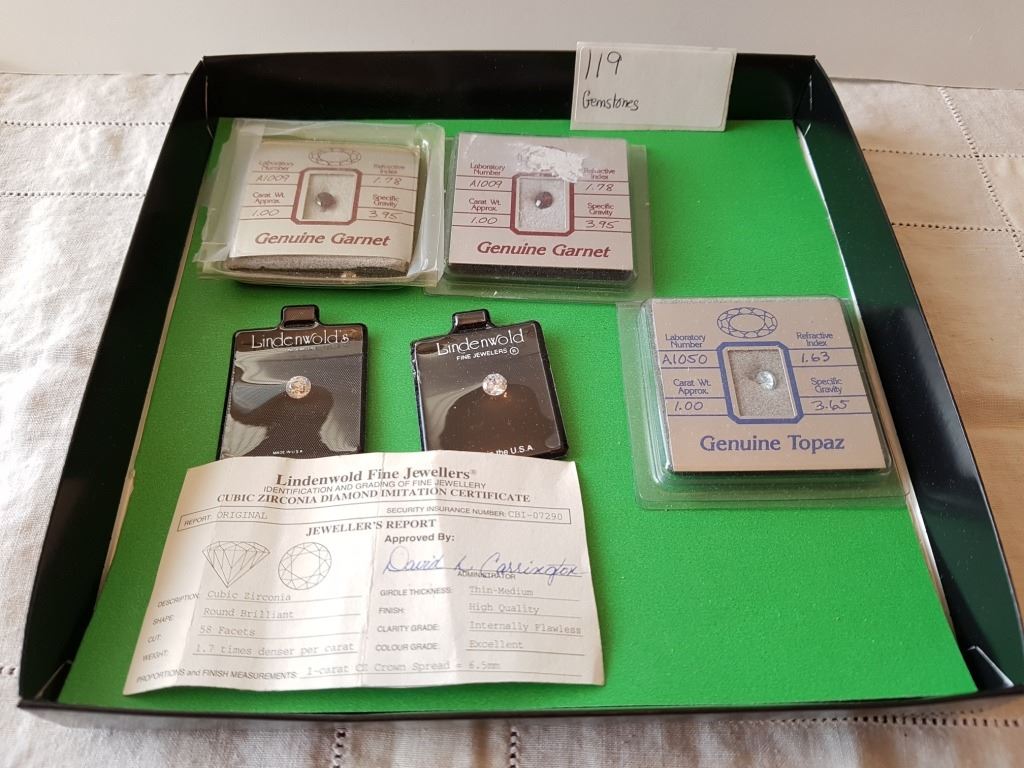 119
Gemstones
Laboratory Number
Refractive Index
A1009
1.78
Carat Wt. Approx.
Specific Gravity
1.00
3.95
Genuine Garnet
Laboratory Number
Refractive Index
A1009
1.78
Carat Wt. Approx.
Specific Gravity
1.00
3.95
Genuine Garnet
Laboratory Number
Refractive Index
A1050
1.63
Carat Wt. Approx.
Specific Gravity
1.00
3.65
Genuine Topaz
Lindenwold's
MADE IN U.S.A
Lindenwold
FINE JEWELERS ®
in the U.S.A
Lindenwold Fine Jewellers®
IDENTIFICATION AND GRADING OF FINE JEWELLERY
CUBIC ZIRCONIA DIAMOND IMITATION CERTIFICATE
REPORT: ORIGINAL
SECURITY INSURANCE NUMBER: CBI-07290
JEWELLER'S REPORT
Approved By:
David L Carrington
ADMINISTRATOR
DESCRIPTION: Cubic Zirconia
SHAPE: Round Brilliant
CUT: 58 Facets
WEIGHT: 1.7 times denser per carat
GIRDLE THICKNESS: Thin-Medium
FINISH: High Quality
CLARITY GRADE: Internally Flawless
COLOUR GRADE: Excellent
PROPORTIONS and FINISH MEASUREMENTS: 1-carat CZ Crown Spread = 6.5mm